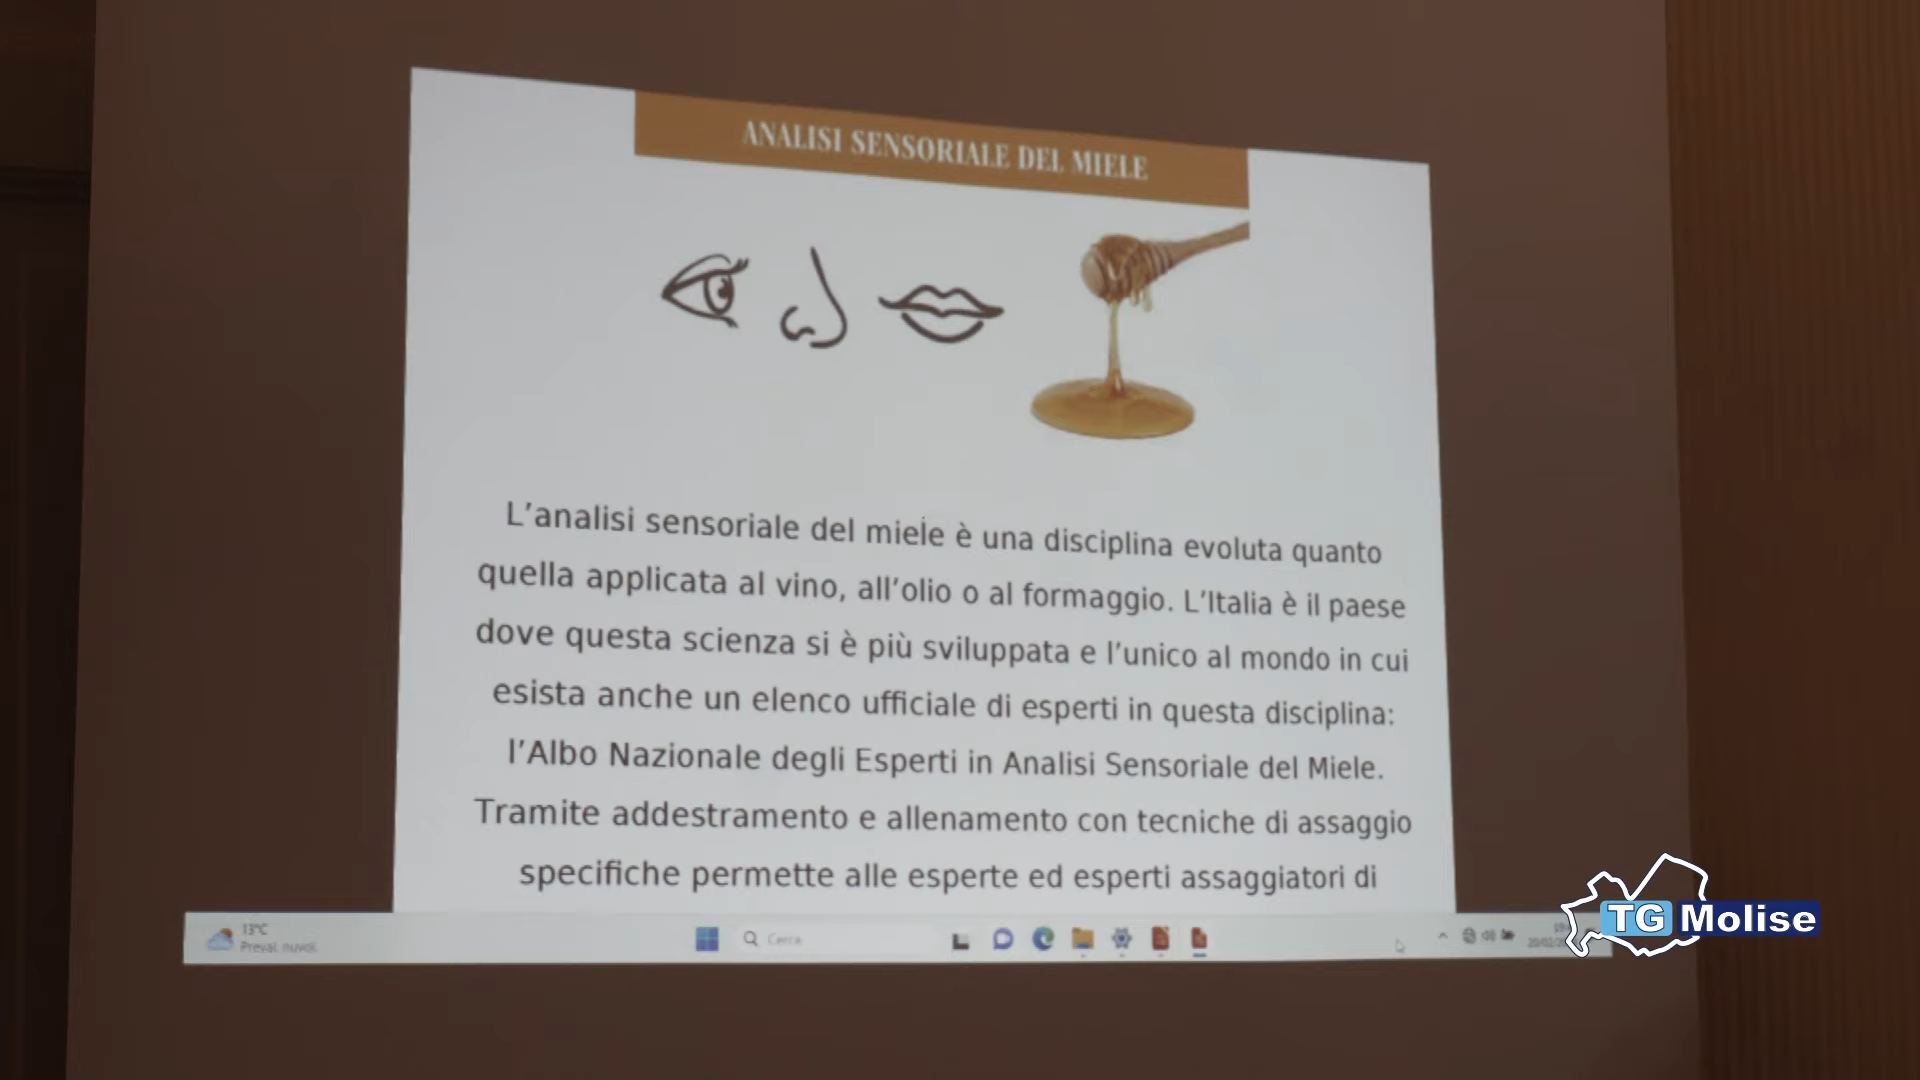 ANALISI SENSORIALE DEL MIELE
L’analisi sensoriale del miele è una disciplina evoluta quanto
quella applicata al vino, all’olio o al formaggio. L’Italia è il paese
dove questa scienza si è più sviluppata e l’unico al mondo in cui
esista anche un elenco ufficiale di esperti in questa disciplina:
l’Albo Nazionale degli Esperti in Analisi Sensoriale del Miele.
Tramite addestramento e allenamento con tecniche di assaggio
specifiche permette alle esperte ed esperti assaggiatori di
TG Molise
13°C
Preval. nuvol.
Cerca